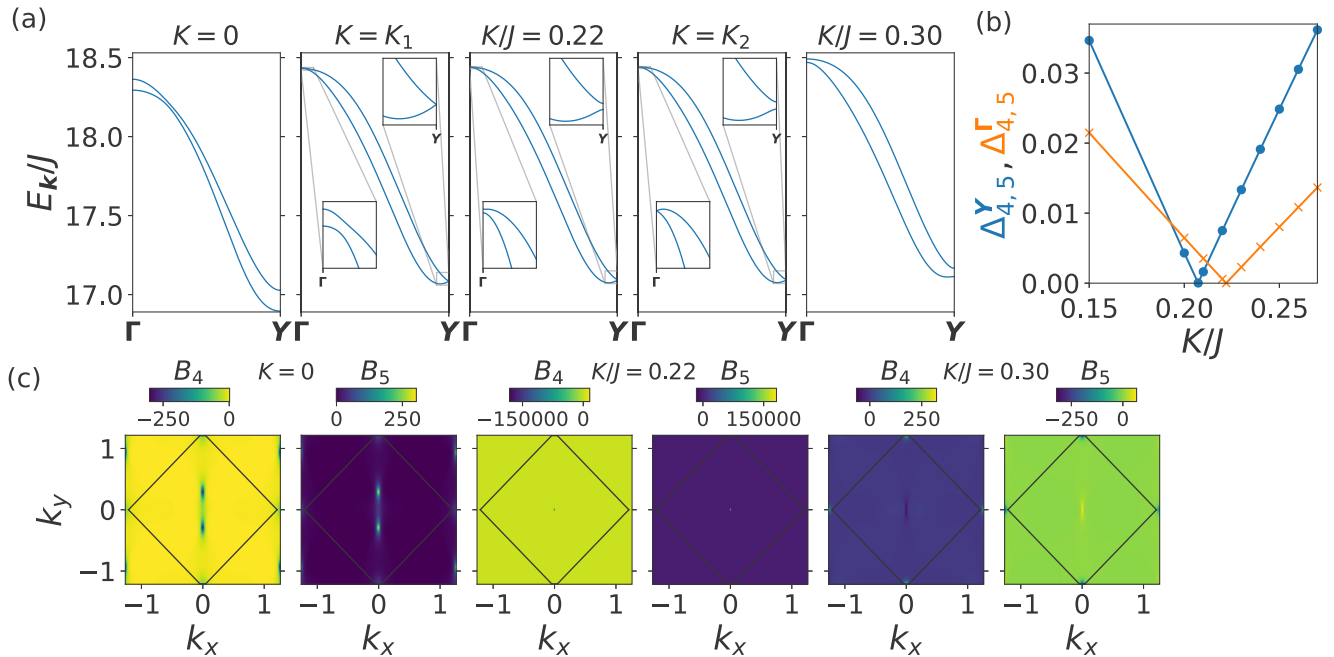 (a)
K = 0
K = K₁
K/J = 0.22
K = K₂
K/J = 0.30
(b)
E𝐤/J
18.5
18.0
17.5
17.0
Y
Y
Y
Γ
Γ
Γ
Γ
Y
Γ
Y
Γ
Y
Γ
Y
Γ
Y
Δ^Y_4,5, Δ^Γ_4,5
0.03
0.02
0.01
0.00
0.15
0.20
0.25
K/J
(c)
B₄
K = 0
B₅
B₄
K/J = 0.22
B₅
B₄
K/J = 0.30
B₅
−250
0
0
250
−150000
0
0
150000
0
250
−250
0
k_y
1
0
−1
−1
0
1
−1
0
1
−1
0
1
−1
0
1
−1
0
1
−1
0
1
k_x
k_x
k_x
k_x
k_x
k_x